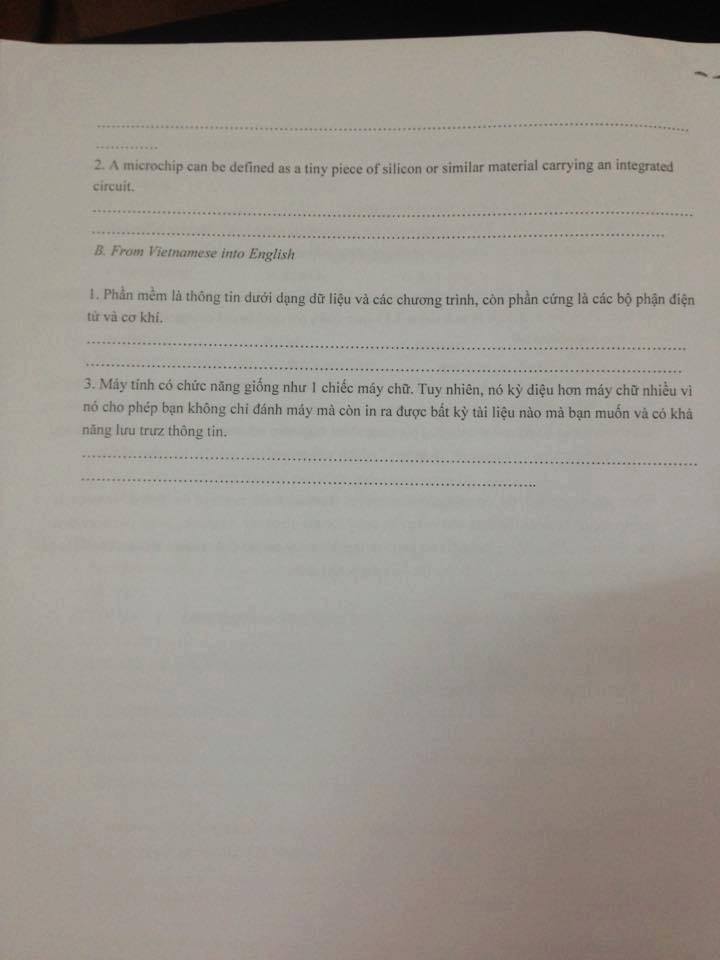 2. A microchip can be defined as a tiny piece of silicon or similar material carrying an integrated
circuit.
B. From Vietnamese into English
1. Phần mềm là thông tin dưới dạng dữ liệu và các chương trình, còn phần cứng là các bộ phận điện
tử và cơ khí.
3. Máy tính có chức năng giống như 1 chiếc máy chữ. Tuy nhiên, nó kỳ diệu hơn máy chữ nhiều vì
nó cho phép bạn không chỉ đánh máy mà còn in ra được bất kỳ tài liệu nào mà bạn muốn và có khả
năng lưu trưz thông tin.